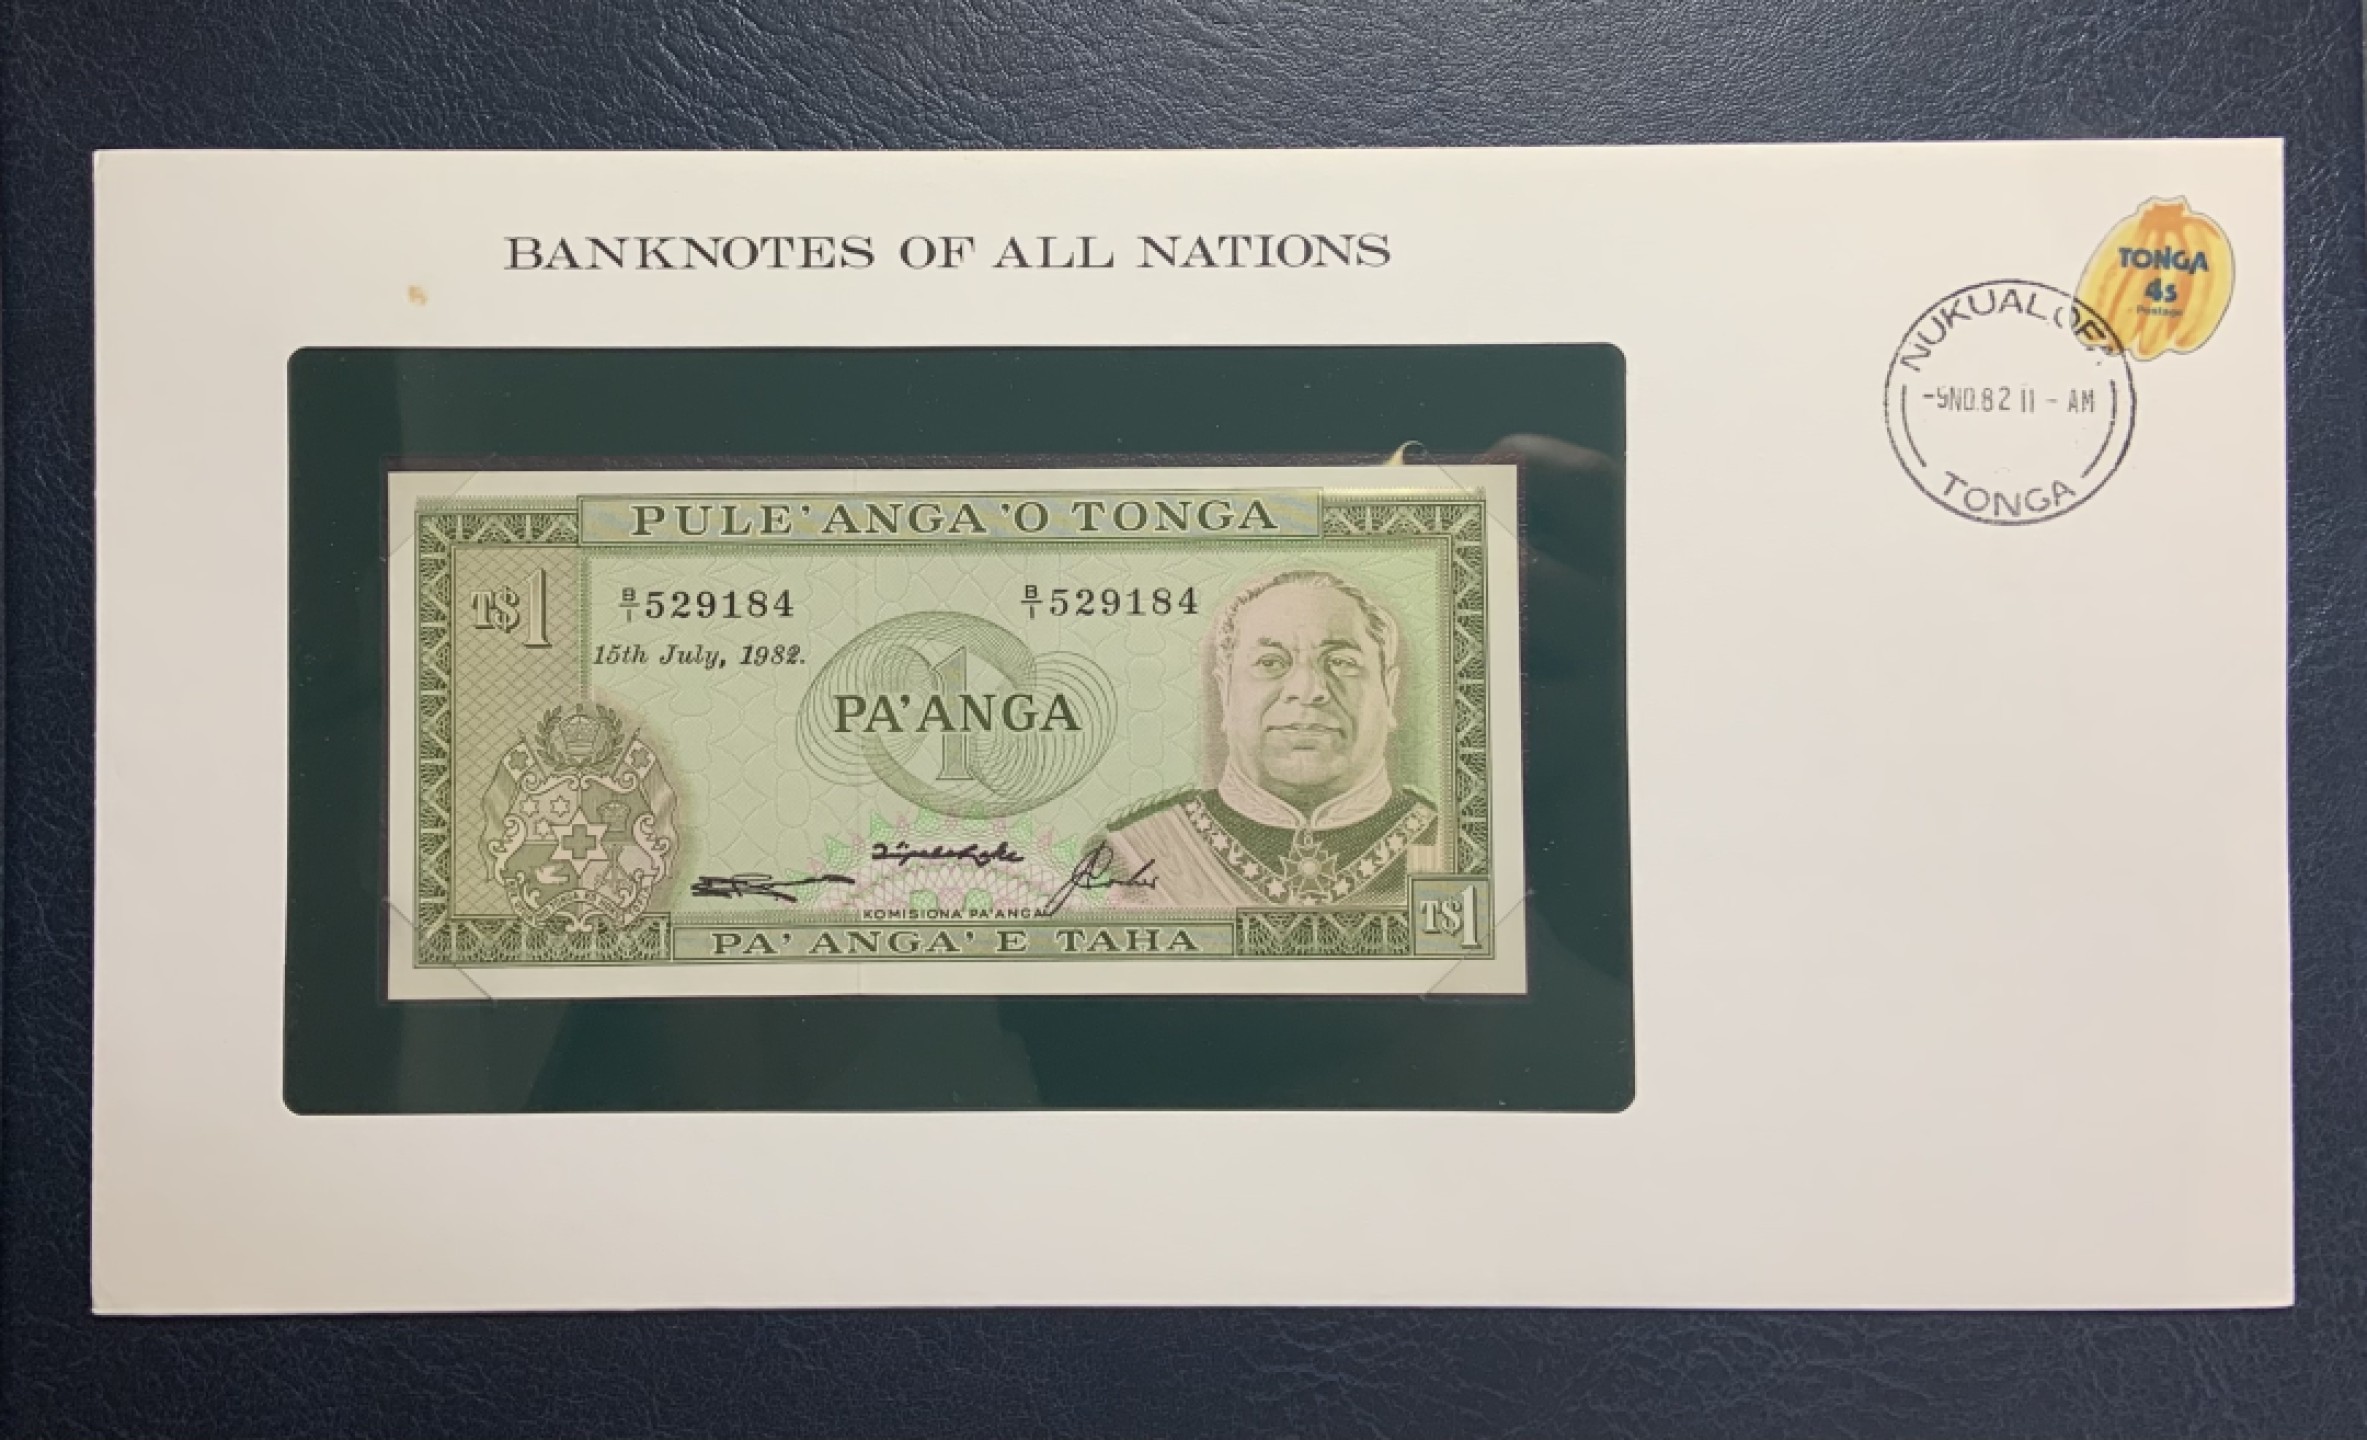 BANKNOTES OF ALL NATIONS
TONGA
4s
Postage
NUKUALOFA
-9NO.82 11 - AM
TONGA
PULE'ANGA 'O TONGA
T$1
B/1 529184
B/1 529184
15th July, 1982.
1
PA'ANGA
KOMISIONA PA'ANGA
PA'ANGA' E TAHA
T$1